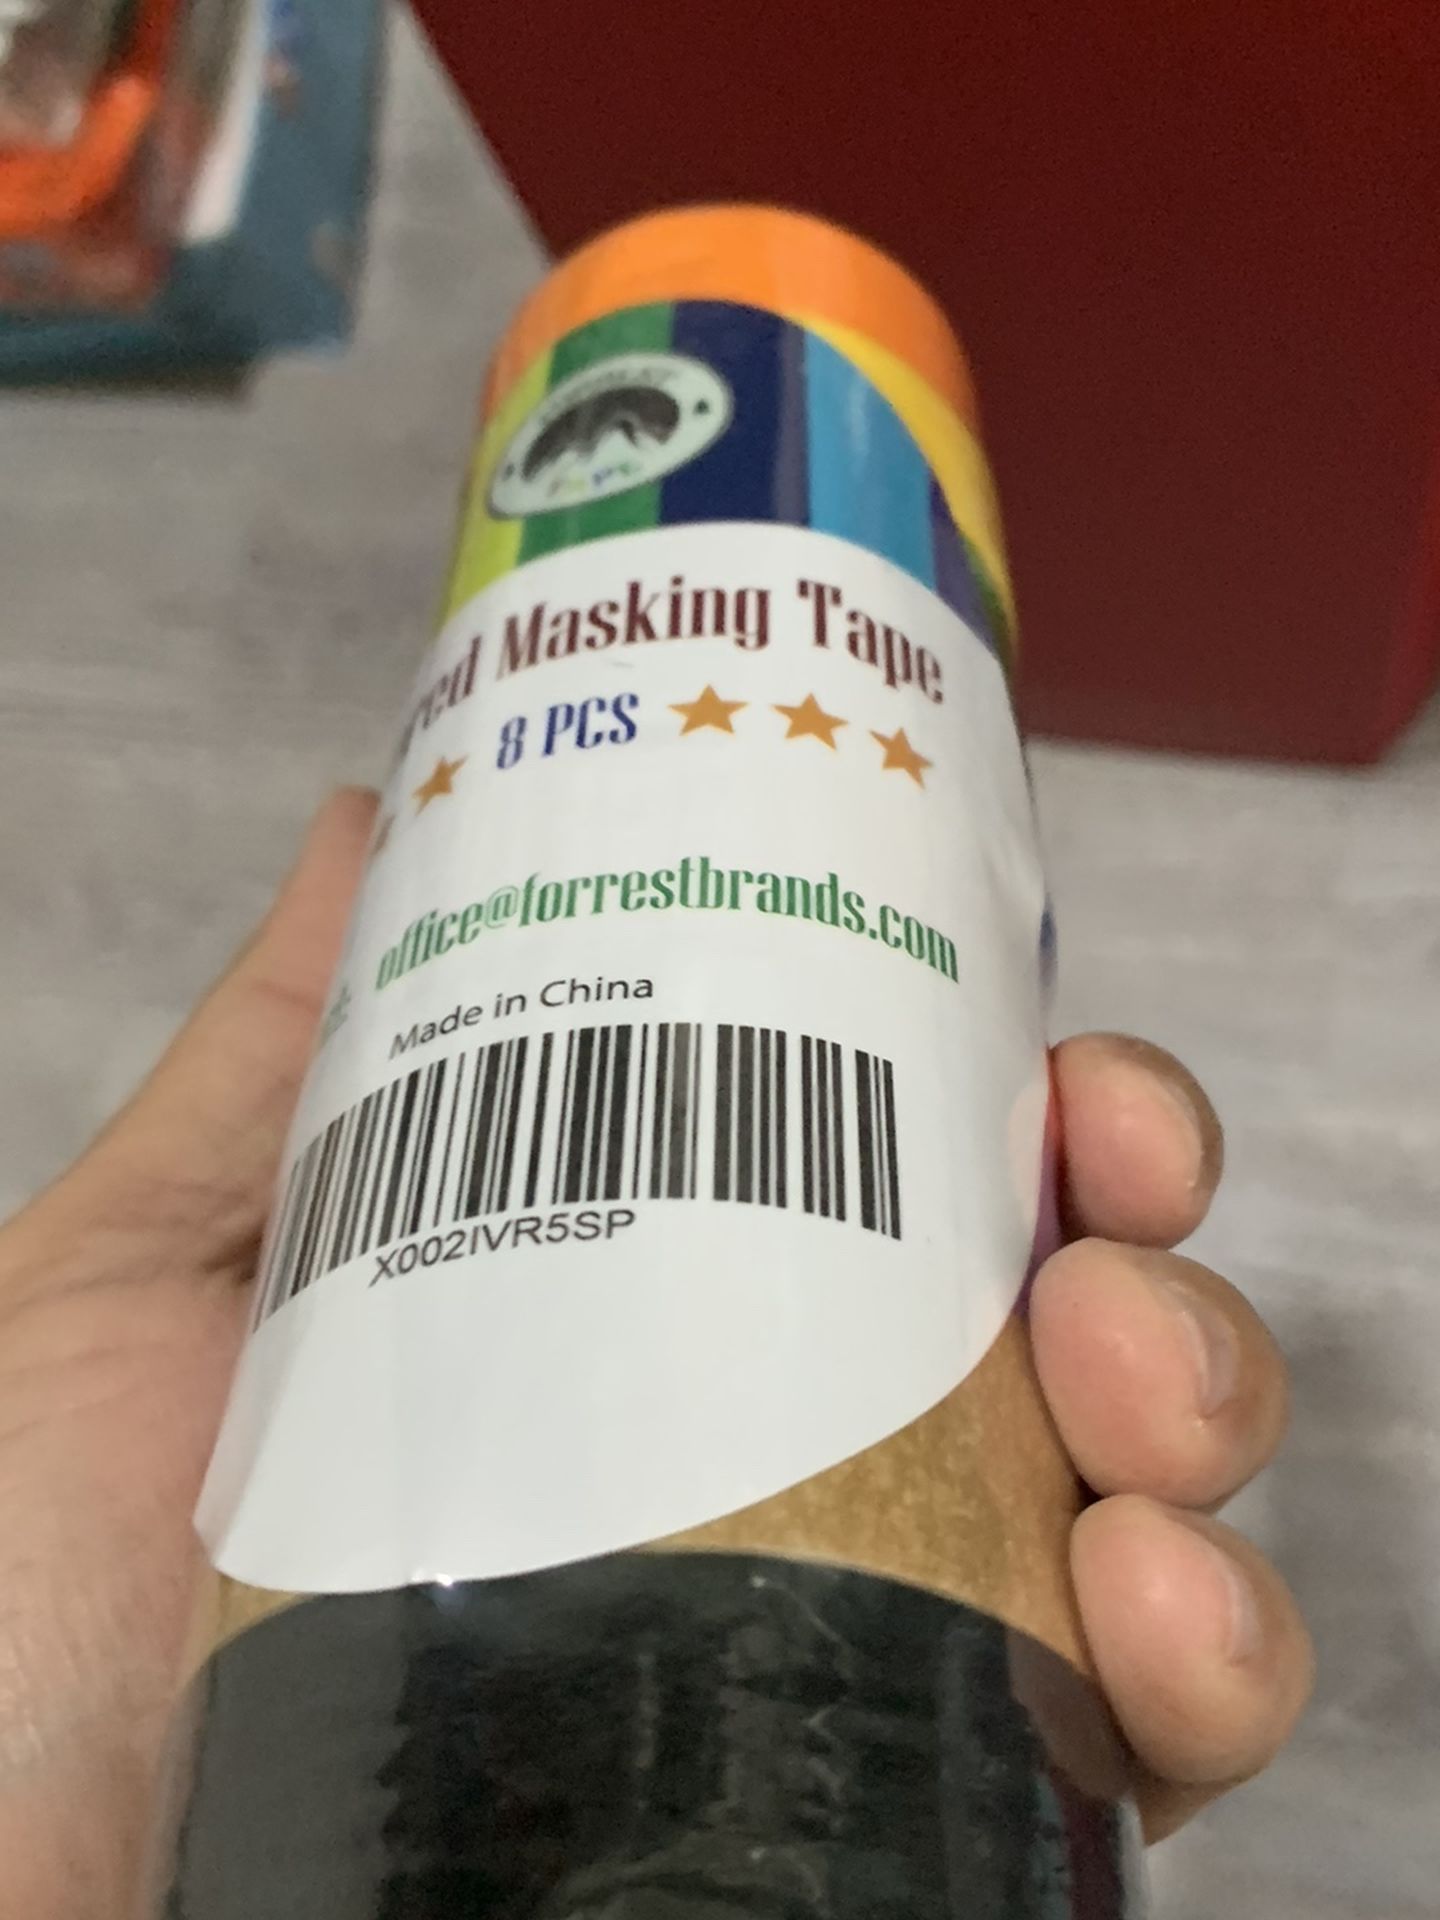 Masking Tape
8 PCS
office@forrestbrands.com
Made in China
X002IVR5SP